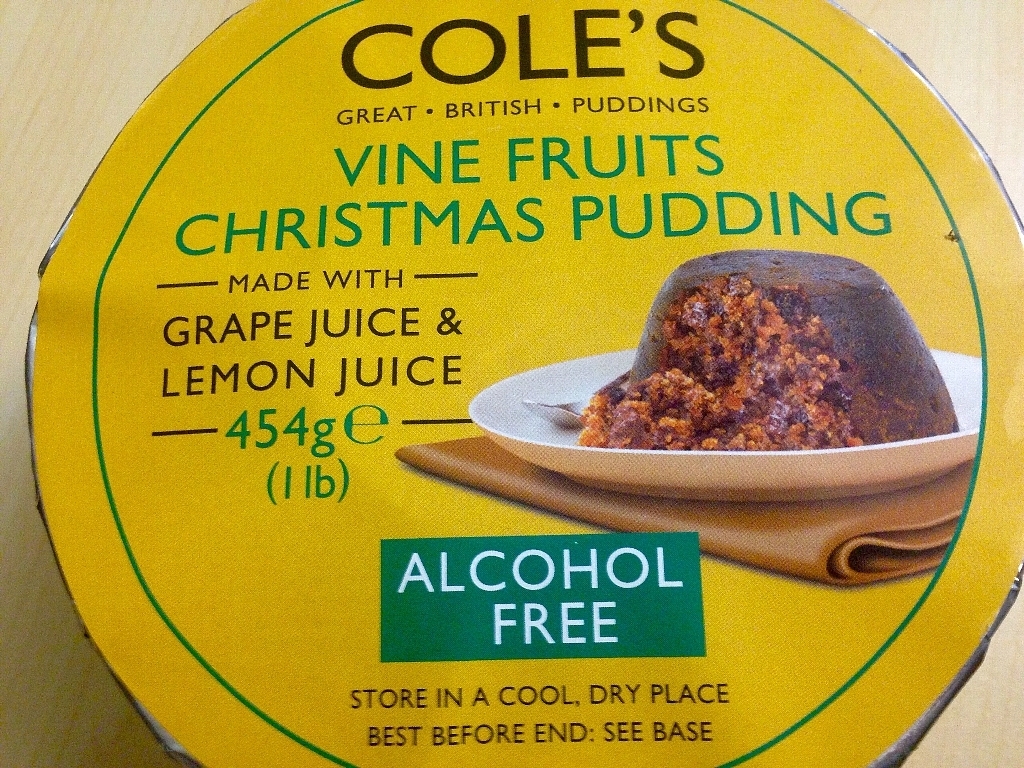 COLE'S
GREAT • BRITISH • PUDDINGS
VINE FRUITS
CHRISTMAS PUDDING
MADE WITH
GRAPE JUICE &
LEMON JUICE
454g℮
(1 lb)
ALCOHOL
FREE
STORE IN A COOL, DRY PLACE
BEST BEFORE END: SEE BASE